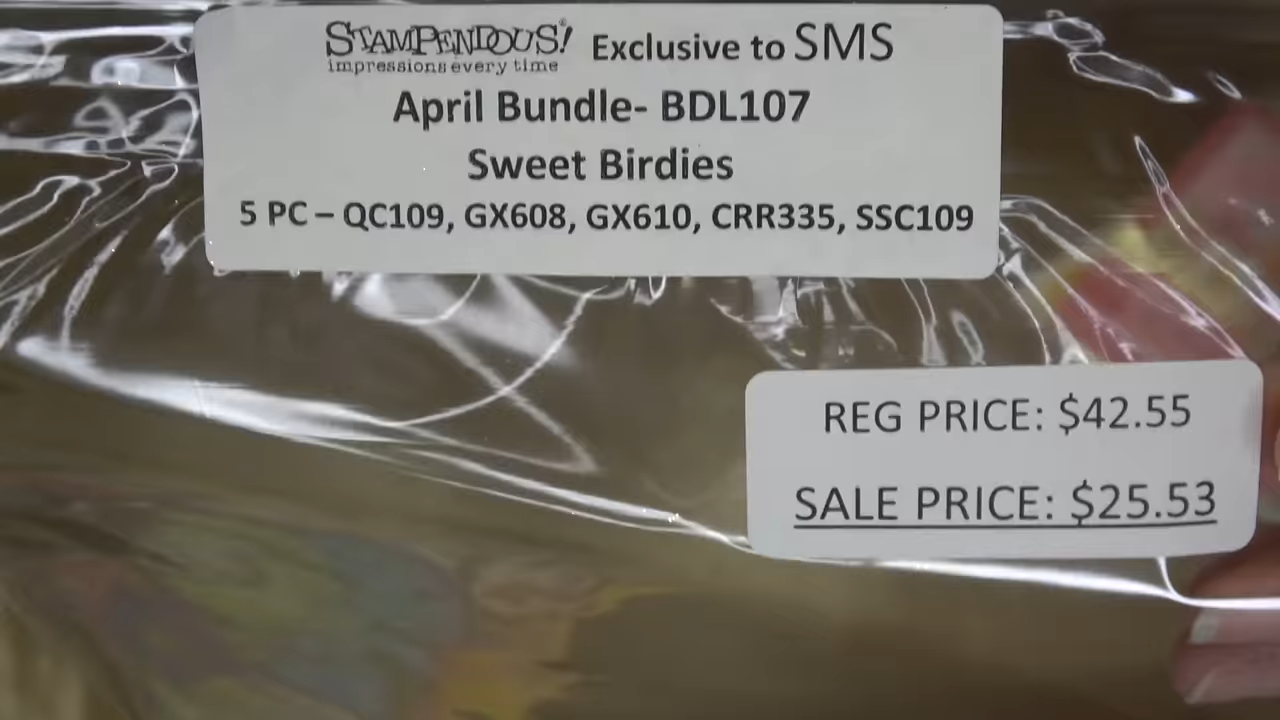 STAMPENDOUS!® Exclusive to SMS
impressions every time
April Bundle- BDL107
Sweet Birdies
5 PC – QC109, GX608, GX610, CRR335, SSC109
REG PRICE: $42.55
SALE PRICE: $25.53